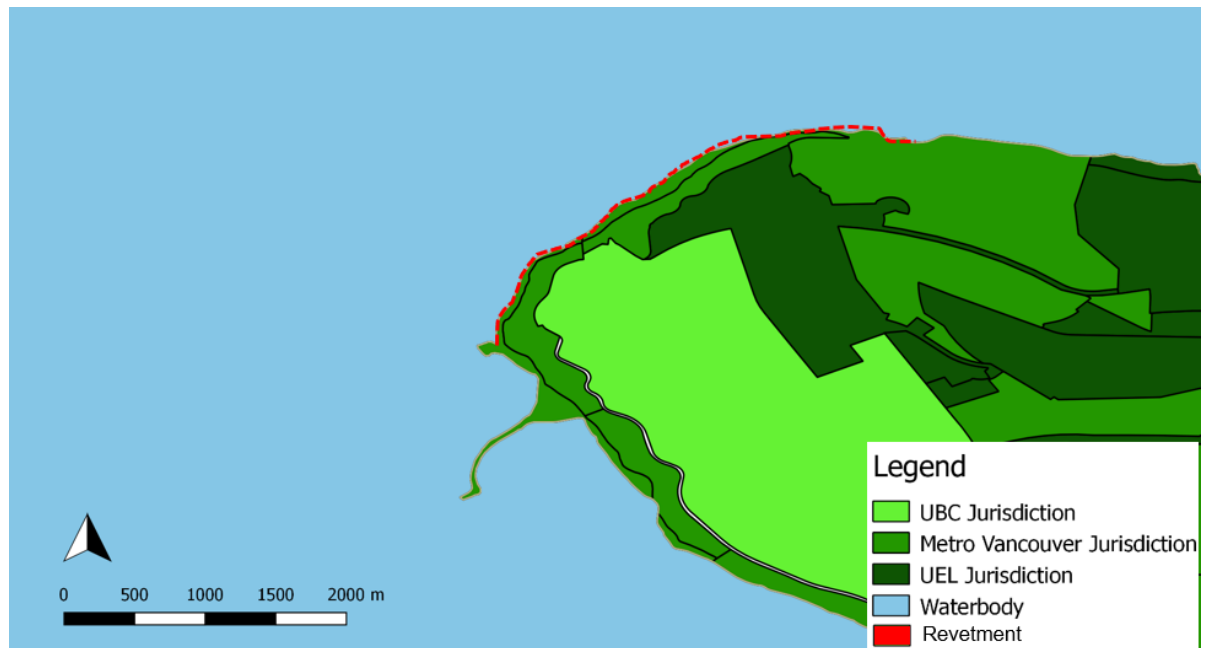 Legend
UBC Jurisdiction
Metro Vancouver Jurisdiction
UEL Jurisdiction
Waterbody
Revetment
0 500 1000 1500 2000 m